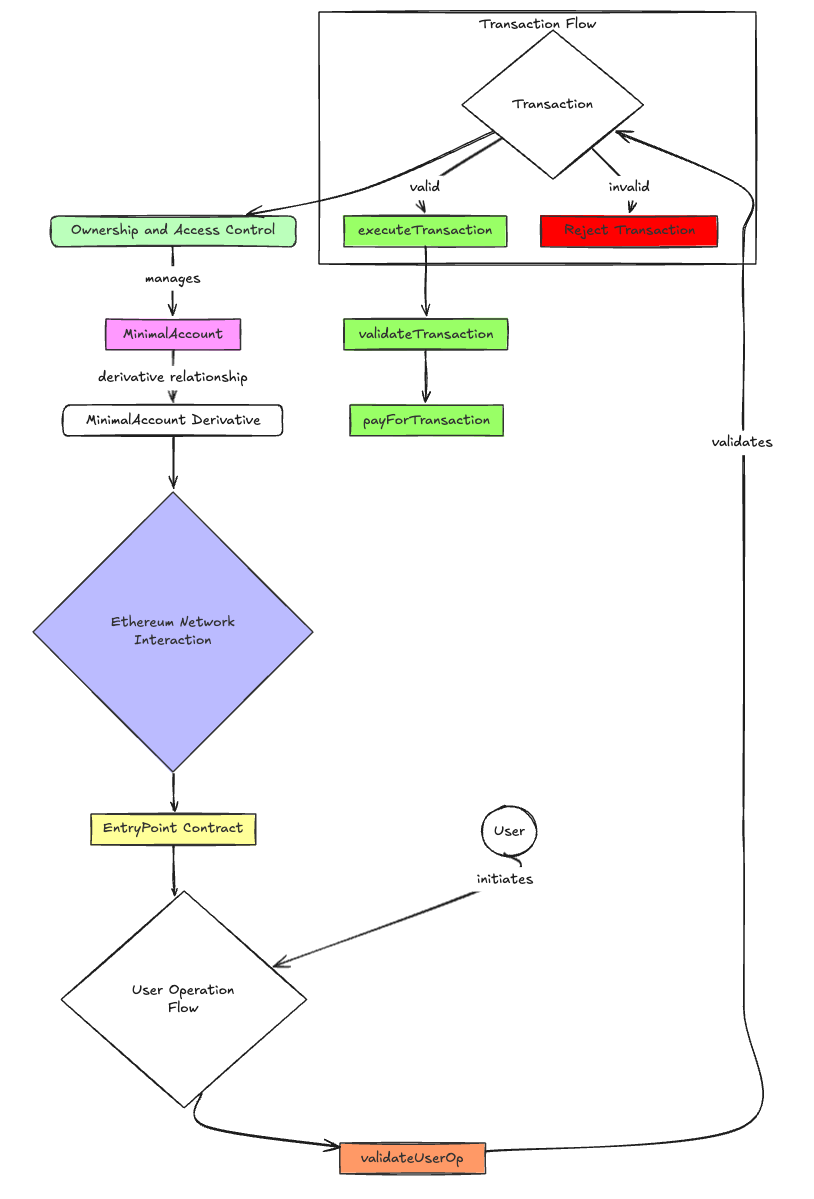 Transaction Flow
Transaction
valid
invalid
Ownership and Access Control
executeTransaction
Reject Transaction
manages
MinimalAccount
validateTransaction
derivative relationship
MinimalAccount Derivative
payForTransaction
validates
Ethereum Network
Interaction
EntryPoint Contract
User
initiates
User Operation
Flow
validateUserOp